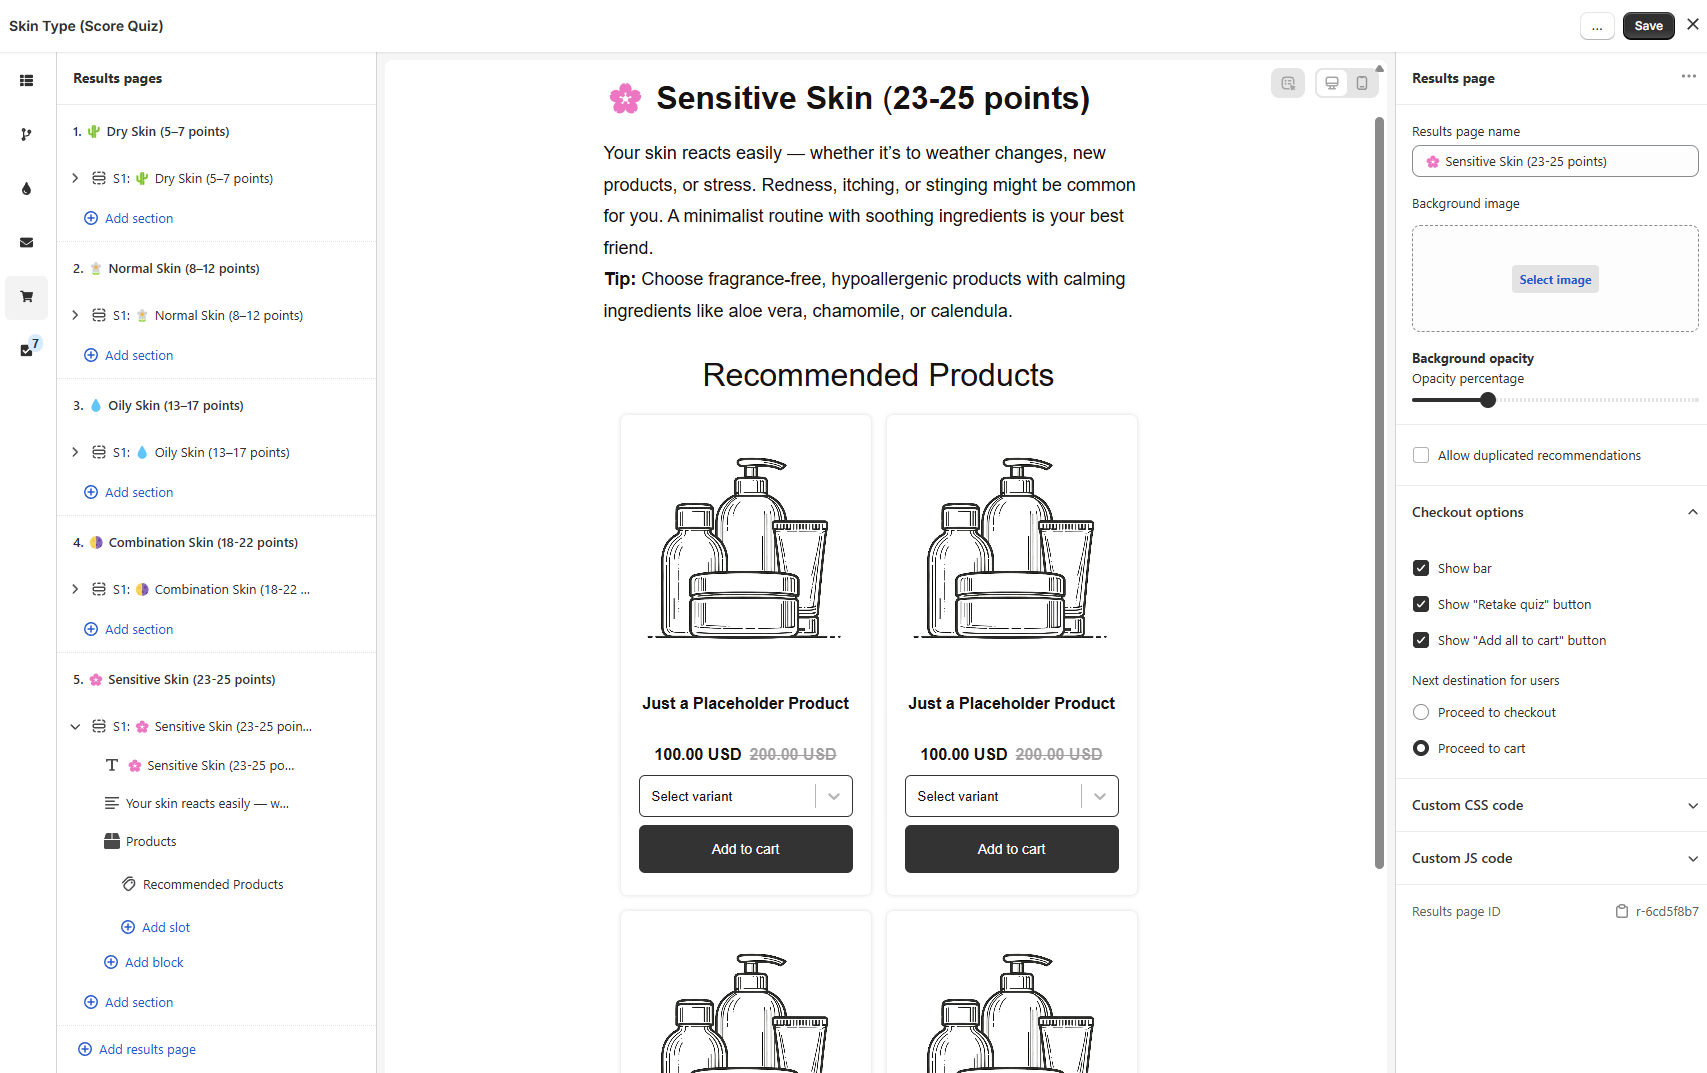 Skin Type (Score Quiz)
...
Save
Results pages
1. 🌵 Dry Skin (5–7 points)
S1: 🌵 Dry Skin (5–7 points)
Add section
2. Normal Skin (8–12 points)
S1: Normal Skin (8–12 points)
Add section
3. 💧 Oily Skin (13–17 points)
S1: 💧 Oily Skin (13–17 points)
Add section
4. Combination Skin (18-22 points)
S1: Combination Skin (18-22 ...
Add section
5. 🌸 Sensitive Skin (23-25 points)
S1: 🌸 Sensitive Skin (23-25 poin...
🌸 Sensitive Skin (23-25 po...
Your skin reacts easily — w...
Products
Recommended Products
Add slot
Add block
Add section
Add results page
7
🌸 Sensitive Skin (23-25 points)
Your skin reacts easily — whether it’s to weather changes, new
products, or stress. Redness, itching, or stinging might be common
for you. A minimalist routine with soothing ingredients is your best
friend.
Tip: Choose fragrance-free, hypoallergenic products with calming
ingredients like aloe vera, chamomile, or calendula.
Recommended Products
Just a Placeholder Product
100.00 USD 200.00 USD
Select variant
Add to cart
Just a Placeholder Product
100.00 USD 200.00 USD
Select variant
Add to cart
Results page
Results page name
🌸 Sensitive Skin (23-25 points)
Background image
Select image
Background opacity
Opacity percentage
Allow duplicated recommendations
Checkout options
Show bar
Show "Retake quiz" button
Show "Add all to cart" button
Next destination for users
Proceed to checkout
Proceed to cart
Custom CSS code
Custom JS code
Results page ID
r-6cd5f8b7